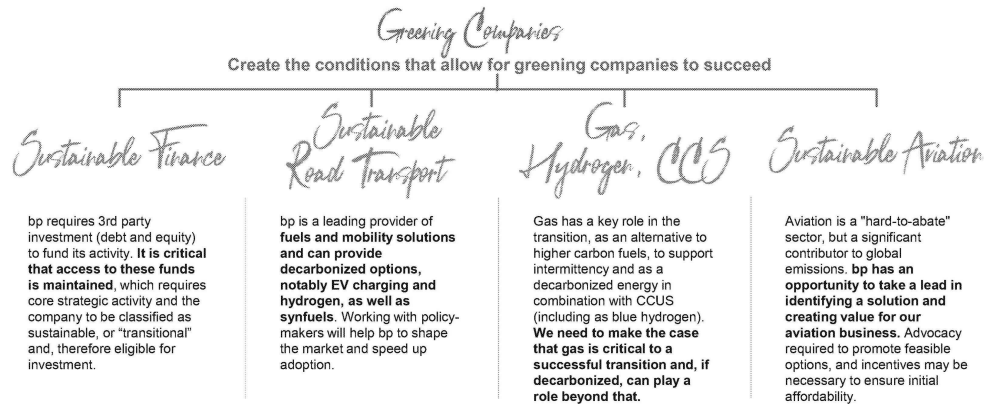 Greening Companies
Create the conditions that allow for greening companies to succeed
Sustainable Finance
bp requires 3rd party
investment (debt and equity)
to fund its activity. It is critical
that access to these funds
is maintained, which requires
core strategic activity and the
company to be classified as
sustainable, or “transitional”
and, therefore eligible for
investment.
Sustainable
Road Transport
bp is a leading provider of
fuels and mobility solutions
and can provide
decarbonized options,
notably EV charging and
hydrogen, as well as
synfuels. Working with policy-
makers will help bp to shape
the market and speed up
adoption.
Gas,
Hydrogen, CCS
Gas has a key role in the
transition, as an alternative to
higher carbon fuels, to support
intermittency and as a
decarbonized energy in
combination with CCUS
(including as blue hydrogen).
We need to make the case
that gas is critical to a
successful transition and, if
decarbonized, can play a
role beyond that.
Sustainable Aviation
Aviation is a "hard-to-abate"
sector, but a significant
contributor to global
emissions. bp has an
opportunity to take a lead in
identifying a solution and
creating value for our
aviation business. Advocacy
required to promote feasible
options, and incentives may be
necessary to ensure initial
affordability.